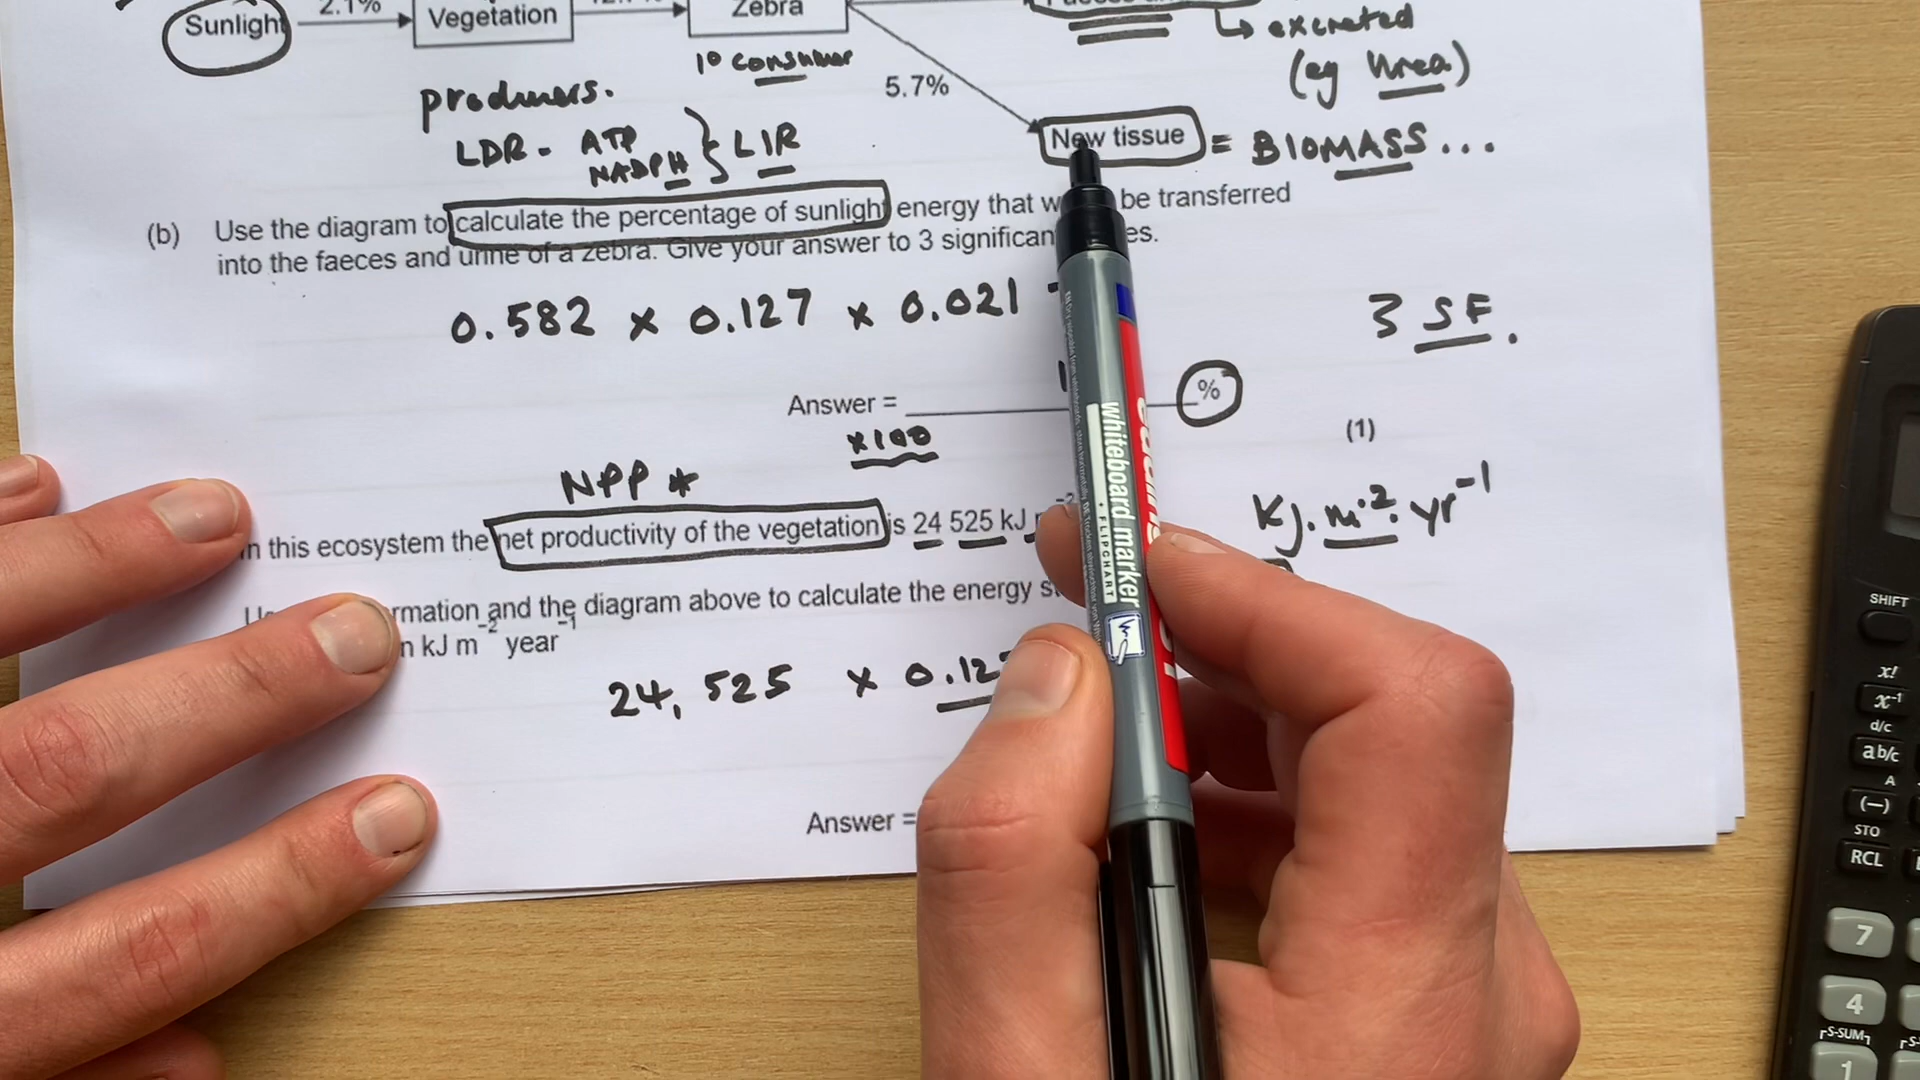 2.1%
Sunlight
Vegetation
Zebra
excreted
(eg Urea)
1° consumer
5.7%
producers.
LDR - ATP
NADPH
LIR
New tissue = BIOMASS...
(b) Use the diagram to calculate the percentage of sunlight energy that be transferred
into the faeces and urine of a zebra. Give your answer to 3
0.582 x 0.127 x 0.021
3 SF.
Answer = %
x100
(1)
NPP *
KJ.m-2.yr-1
n this ecosystem the net productivity of the vegetation is 24 525 kJ
rmation and the diagram above to calculate the energy
n kJ m-2 year-1
24,525 x 0.12
Answer =
whiteboard marker
• FLIPCHART
SHIFT
x!
x-1
d/c
ab/c
A
(−)
STO
RCL
7
4
S-SUM
1